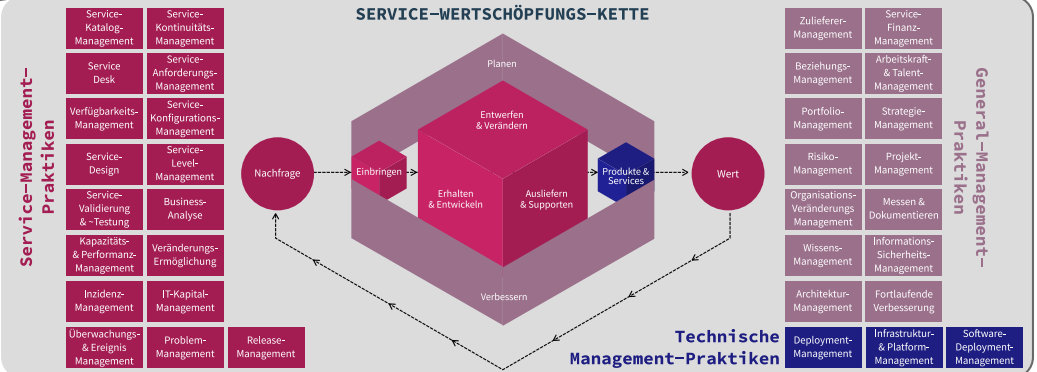 SERVICE–WERTSCHÖPFUNGS-KETTE
Service-Management-
Praktiken
Service-
Katalog-
Management
Service-
Kontinuitäts-
Management
Service
Desk
Service-
Anforderungs-
Management
Verfügbarkeits-
Management
Service-
Konfigurations-
Management
Service-
Design
Service-
Level-
Management
Service-
Validierung
& ~Testung
Business-
Analyse
Kapazitäts-
& Performanz-
Management
Veränderungs-
Ermöglichung
Inzidenz-
Management
IT-Kapital-
Management
Überwachungs-
& Ereignis
Management
Problem-
Management
Release-
Management
Nachfrage
Planen
Einbringen
Entwerfen
& Verändern
Erhalten
& Entwickeln
Ausliefern
& Supporten
Produkte &
Services
Verbessern
Wert
Zulieferer-
Management
Service-
Finanz-
Management
Beziehungs-
Management
Arbeitskraft-
& Talent-
Management
Portfolio-
Management
Strategie-
Management
Risiko-
Management
Projekt-
Management
Organisations-
Veränderungs
Management
Messen &
Dokumentieren
Wissens-
Management
Informations-
Sicherheits-
Management
Architektur-
Management
Fortlaufende
Verbesserung
General-Management-
Praktiken
Technische
Management-Praktiken
Deployment-
Management
Infrastruktur-
& Platform-
Management
Software-
Deployment-
Management